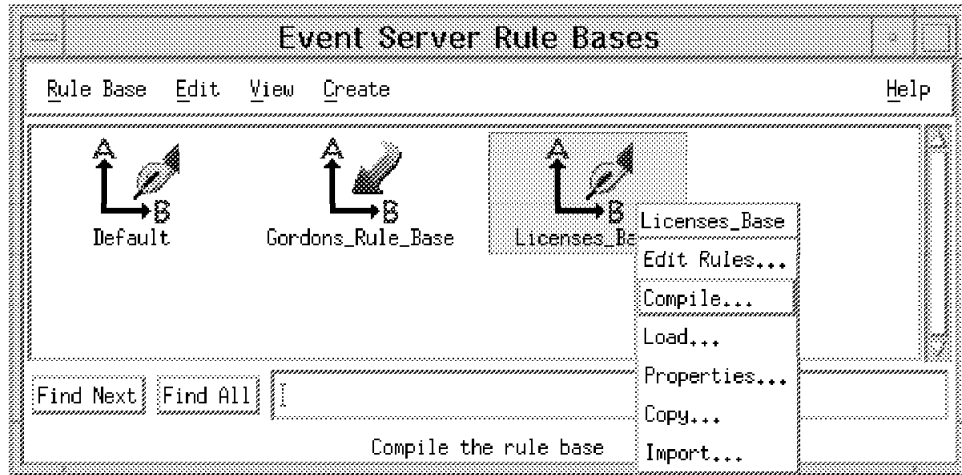 Event Server Rule Bases
Rule Base Edit View Create Help
A A A
B B B
Default Gordons_Rule_Base Licenses_Ba
Licenses_Base
Edit Rules...
Compile...
Load...
Properties...
Copy...
Import...
Find Next Find All
Compile the rule base